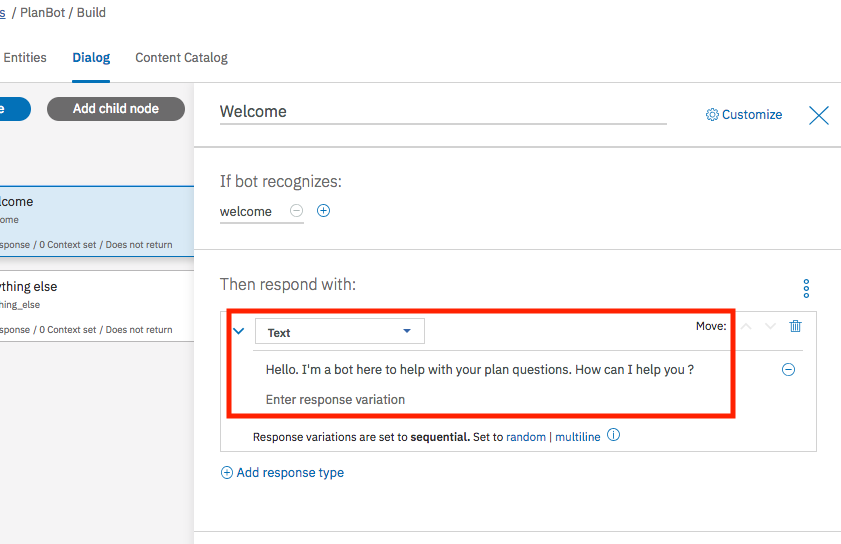 s / PlanBot / Build
Entities Dialog Content Catalog
e Add child node
Welcome Customize
If bot recognizes:
lcome
welcome
ome
sponse / 0 Context set / Does not return
Then respond with:
ything else
hing_else
Text Move:
sponse / 0 Context set / Does not return
Hello. I'm a bot here to help with your plan questions. How can I help you ?
Enter response variation
Response variations are set to sequential. Set to random | multiline
Add response type